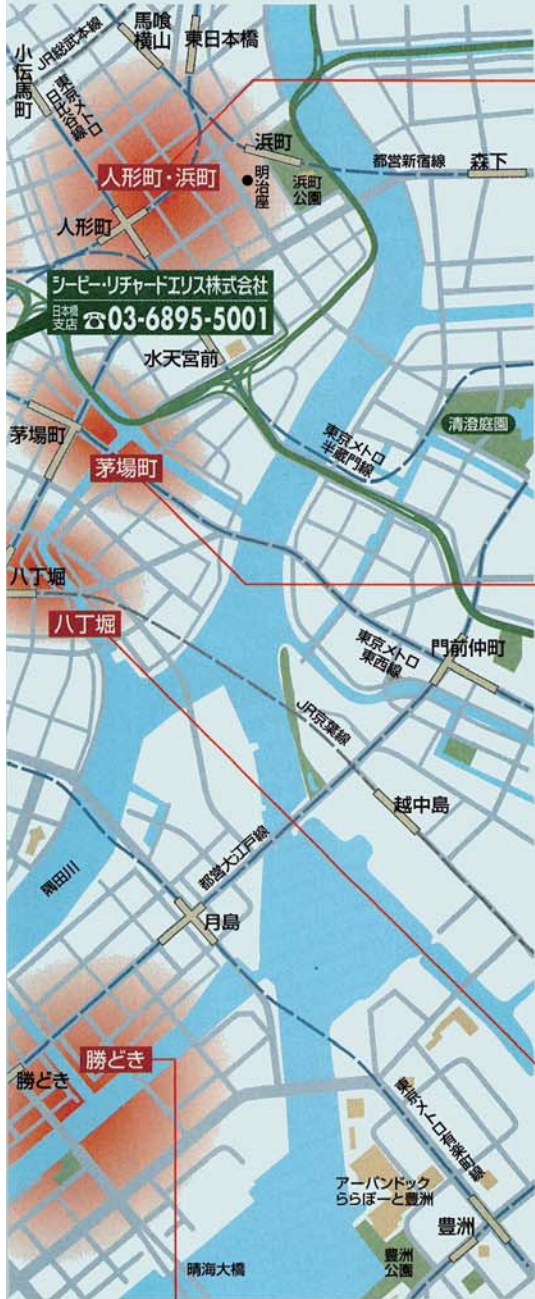 馬喰
横山
東日本橋
JR総武本線
小伝馬町
東京メトロ
日比谷線
浜町
都営新宿線
森下
人形町・浜町
明治座
浜町
公園
人形町
シービー・リチャードエリス株式会社
日本橋
支店
☎03-6895-5001
水天宮前
清澄庭園
茅場町
東京メトロ
半蔵門線
茅場町
八丁堀
八丁堀
東京メトロ
東西線
門前仲町
JR京葉線
越中島
都営大江戸線
隅田川
月島
勝どき
勝どき
東京メトロ有楽町線
アーバンドック
ららぽーと豊洲
豊洲
晴海大橋
豊洲
公園